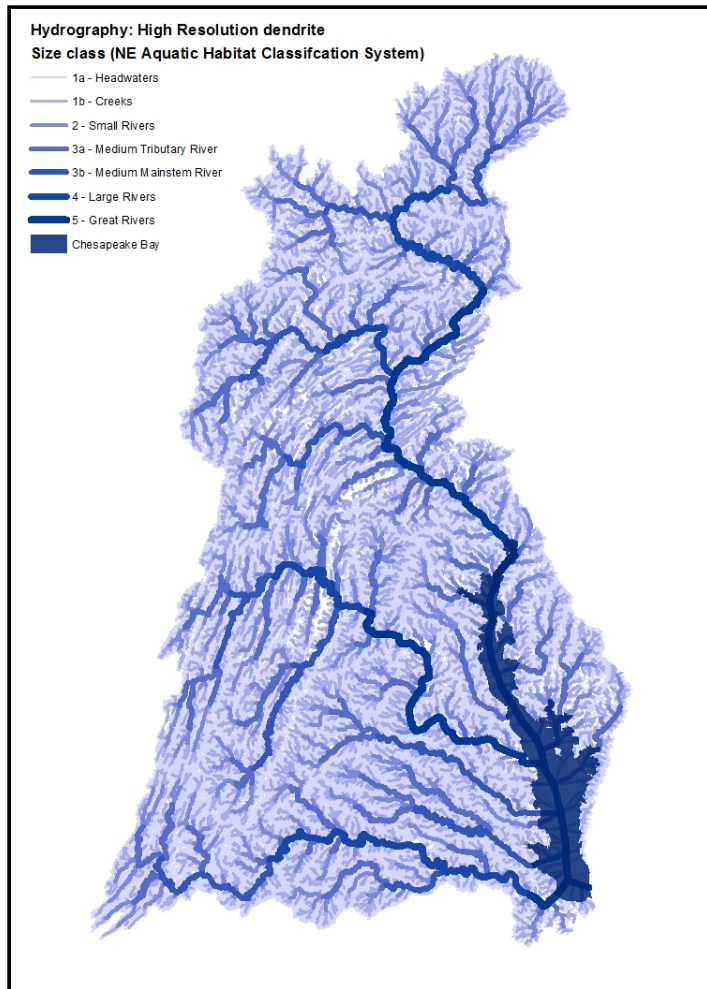 Hydrography: High Resolution dendrite
Size class (NE Aquatic Habitat Classifcation System)
1a - Headwaters
1b - Creeks
2 - Small Rivers
3a - Medium Tributary River
3b - Medium Mainstem River
4 - Large Rivers
5 - Great Rivers
Chesapeake Bay